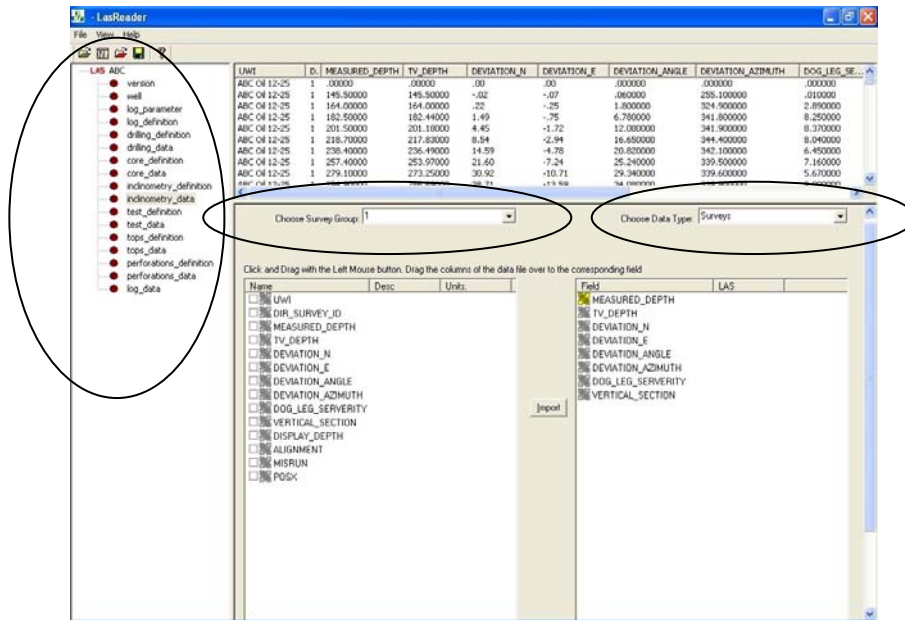 - LasReader
File View Help
LAS ABC
version
well
log_parameter
log_definition
drilling_definition
drilling_data
core_definition
core_data
inclinometry_definition
inclinometry_data
test_definition
test_data
tops_definition
tops_data
perforations_definition
perforations_data
log_data
UWI D. MEASURED_DEPTH TV_DEPTH DEVIATION_N DEVIATION_E DEVIATION_ANGLE DEVIATION_AZIMUTH DOG_LEG_SE...
ABC Oil 12-25 1 .00000 .00000 .00 .00 .000000 .000000 .000000
ABC Oil 12-25 1 145.50000 145.50000 -.02 -.07 .060000 255.100000 .010000
ABC Oil 12-25 1 164.00000 164.00000 .22 -.25 1.800000 324.900000 2.890000
ABC Oil 12-25 1 182.50000 182.44000 1.49 -.75 6.780000 341.800000 8.250000
ABC Oil 12-25 1 201.50000 201.18000 4.45 -1.72 12.080000 341.900000 8.370000
ABC Oil 12-25 1 218.70000 217.83000 8.54 -2.94 16.650000 344.400000 8.040000
ABC Oil 12-25 1 238.40000 236.49000 14.59 -4.78 20.820000 342.100000 6.450000
ABC Oil 12-25 1 257.40000 253.97000 21.60 -7.24 25.240000 339.500000 7.160000
ABC Oil 12-25 1 279.10000 273.25000 30.92 -10.71 29.340000 339.600000 5.670000
Choose Survey Group: 1
Choose Data Type: Surveys
Click and Drag with the Left Mouse button. Drag the columns of the data file over to the corresponding field
Name Desc Units.
UWI
DIR_SURVEY_ID
MEASURED_DEPTH
TV_DEPTH
DEVIATION_N
DEVIATION_E
DEVIATION_ANGLE
DEVIATION_AZIMUTH
DOG_LEG_SERVERITY
VERTICAL_SECTION
DISPLAY_DEPTH
ALIGNMENT
MISRUN
POSX
Import
Field LAS
MEASURED_DEPTH
TV_DEPTH
DEVIATION_N
DEVIATION_E
DEVIATION_ANGLE
DEVIATION_AZIMUTH
DOG_LEG_SERVERITY
VERTICAL_SECTION